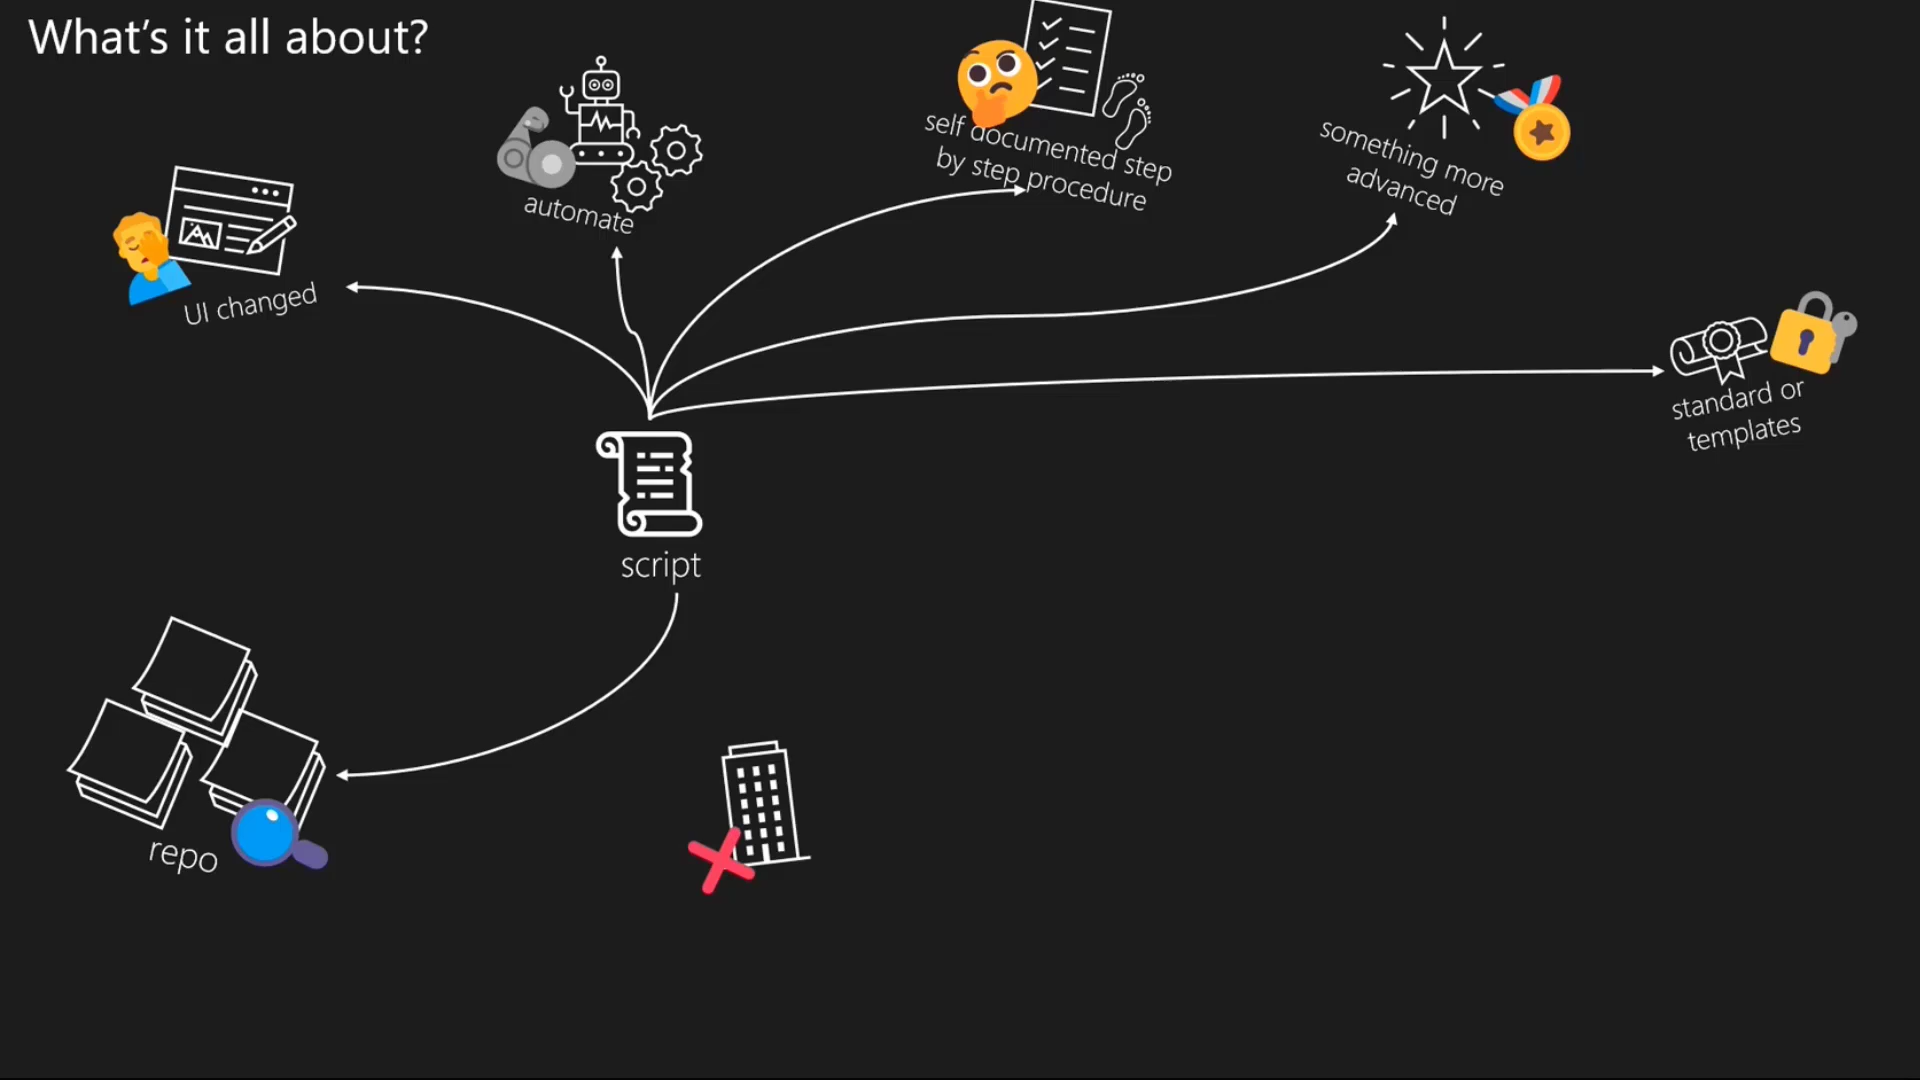 What's it all about?
self documented step
by step procedure
something more
advanced
automate
UI changed
standard or
templates
script
repo